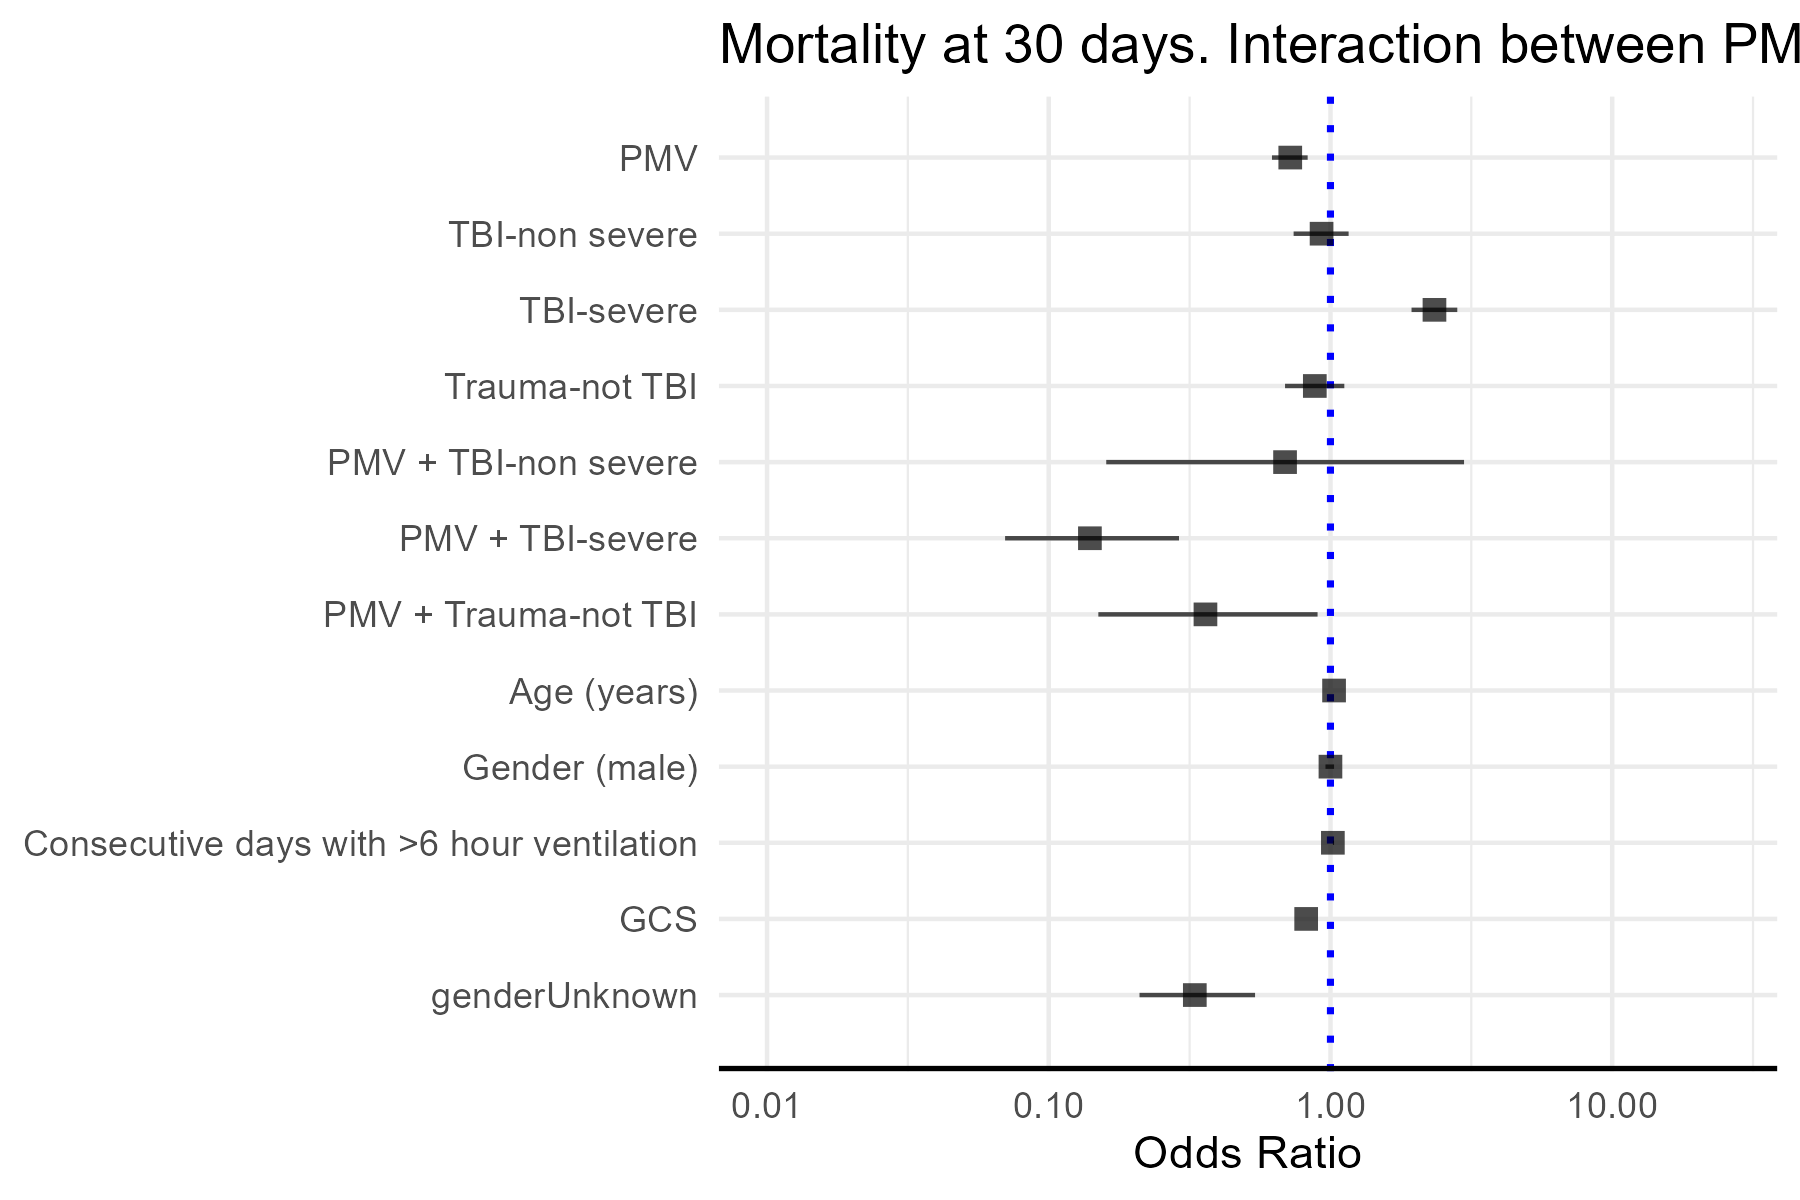 Mortality at 30 days. Interaction between PM
PMV
TBI-non severe
TBI-severe
Trauma-not TBI
PMV + TBI-non severe
PMV + TBI-severe
PMV + Trauma-not TBI
Age (years)
Gender (male)
Consecutive days with >6 hour ventilation
GCS
genderUnknown
0.01 0.10 1.00 10.00
Odds Ratio